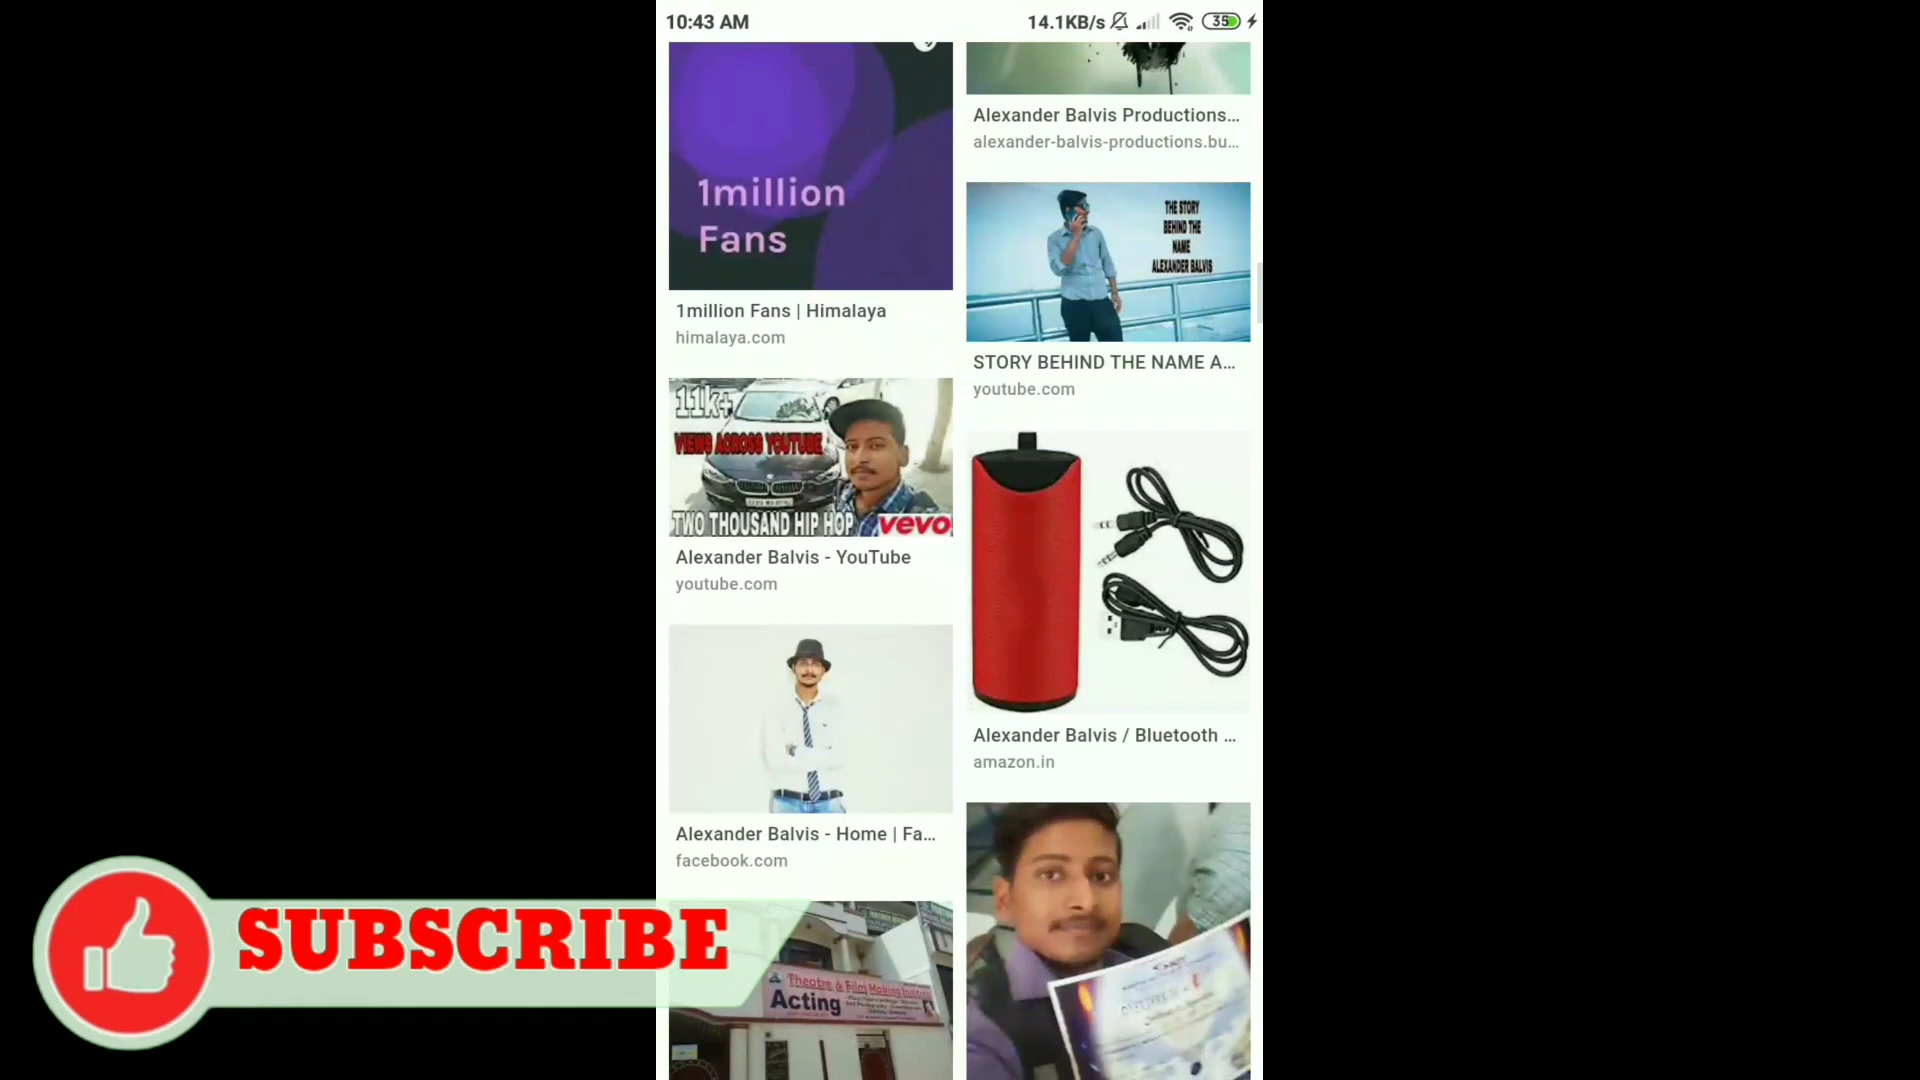 10:43 AM
14.1KB/s
35
1million
Fans
1million Fans | Himalaya
himalaya.com
11k+
VIEWS ACROSS YOUTUBE
TWO THOUSAND HIP HOP
vevo
Alexander Balvis - YouTube
youtube.com
Alexander Balvis - Home | Fa...
facebook.com
Theatre & Film Making Institute
Acting
Alexander Balvis Productions...
alexander-balvis-productions.bu...
THE STORY
BEHIND THE
NAME
ALEXANDER BALVIS
STORY BEHIND THE NAME A...
youtube.com
Alexander Balvis / Bluetooth ...
amazon.in
SUBSCRIBE